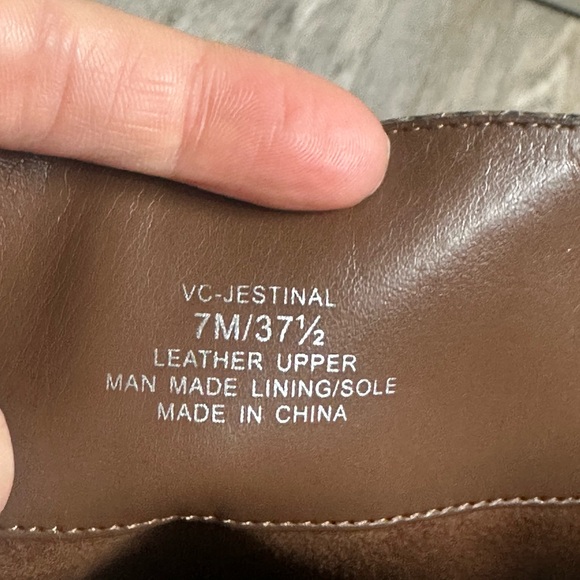 VC-JESTINAL
7M/37½
LEATHER UPPER
MAN MADE LINING/SOLE
MADE IN CHINA